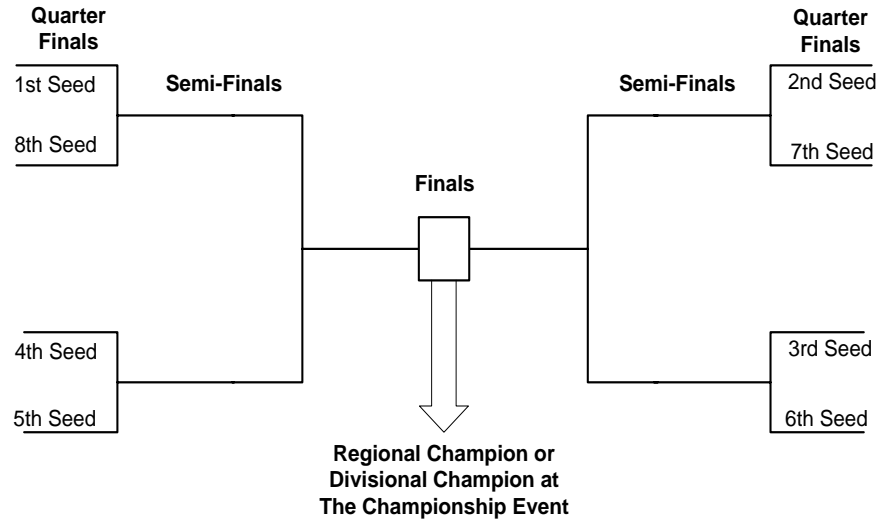 Quarter
Finals
Quarter
Finals
1st Seed
Semi-Finals
Semi-Finals
2nd Seed
8th Seed
7th Seed
Finals
4th Seed
3rd Seed
5th Seed
6th Seed
Regional Champion or
Divisional Champion at
The Championship Event